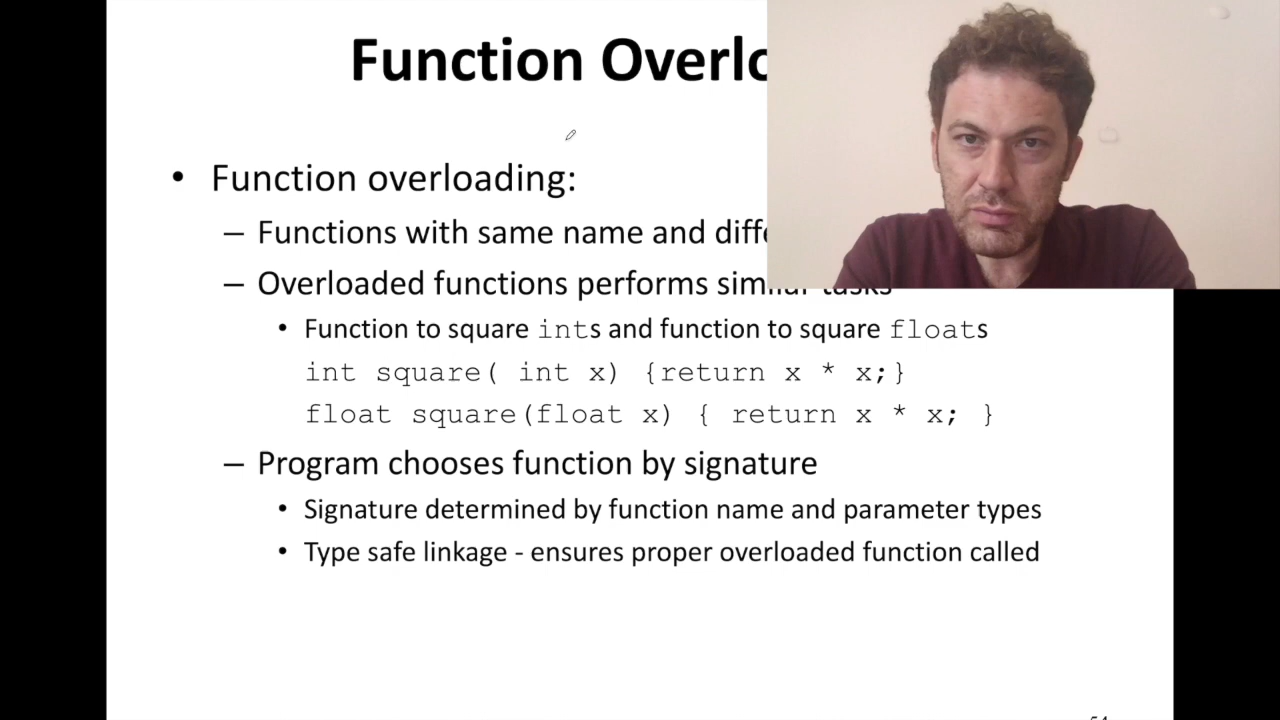 Function Overlo
• Function overloading:
– Functions with same name and diffe
– Overloaded functions performs similar tasks
• Function to square ints and function to square floats
int square( int x) {return x * x;}
float square(float x) { return x * x; }
– Program chooses function by signature
• Signature determined by function name and parameter types
• Type safe linkage - ensures proper overloaded function called